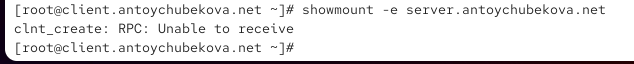 [root@client.antoychubekova.net ~]# showmount -e server.antoychubekova.net
clnt_create: RPC: Unable to receive
[root@client.antoychubekova.net ~]#